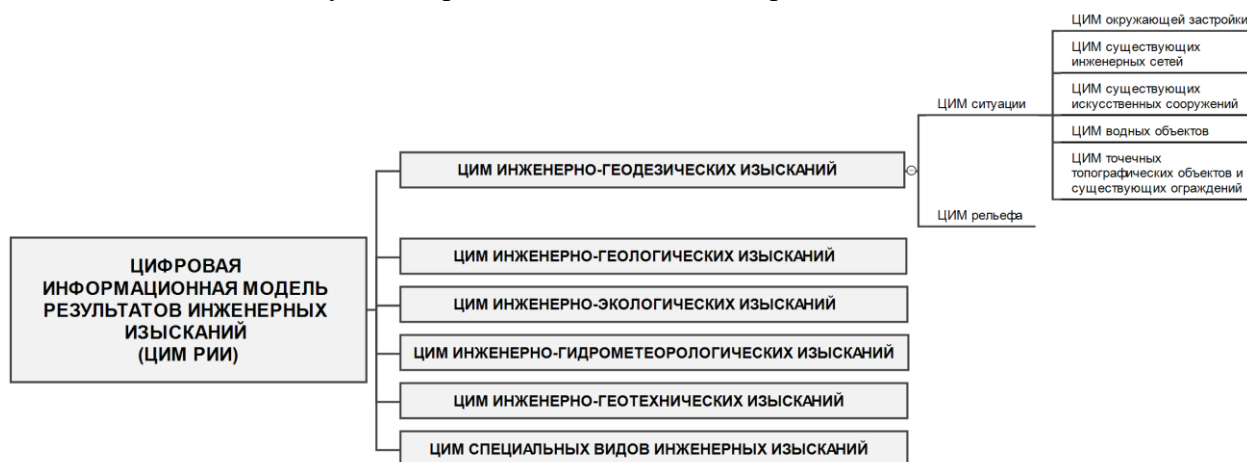 ЦИМ окружающей застройки
ЦИМ существующих
инженерных сетей
ЦИМ существующих
искусственных сооружений
ЦИМ ситуации
ЦИМ водных объектов
ЦИМ точечных
топографических объектов и
существующих ограждений
ЦИМ ИНЖЕНЕРНО-ГЕОДЕЗИЧЕСКИХ ИЗЫСКАНИЙ
ЦИМ рельефа
ЦИФРОВАЯ
ИНФОРМАЦИОННАЯ МОДЕЛЬ
РЕЗУЛЬТАТОВ ИНЖЕНЕРНЫХ
ИЗЫСКАНИЙ
(ЦИМ РИИ)
ЦИМ ИНЖЕНЕРНО-ГЕОЛОГИЧЕСКИХ ИЗЫСКАНИЙ
ЦИМ ИНЖЕНЕРНО-ЭКОЛОГИЧЕСКИХ ИЗЫСКАНИЙ
ЦИМ ИНЖЕНЕРНО-ГИДРОМЕТЕОРОЛОГИЧЕСКИХ ИЗЫСКАНИЙ
ЦИМ ИНЖЕНЕРНО-ГЕОТЕХНИЧЕСКИХ ИЗЫСКАНИЙ
ЦИМ СПЕЦИАЛЬНЫХ ВИДОВ ИНЖЕНЕРНЫХ ИЗЫСКАНИЙ